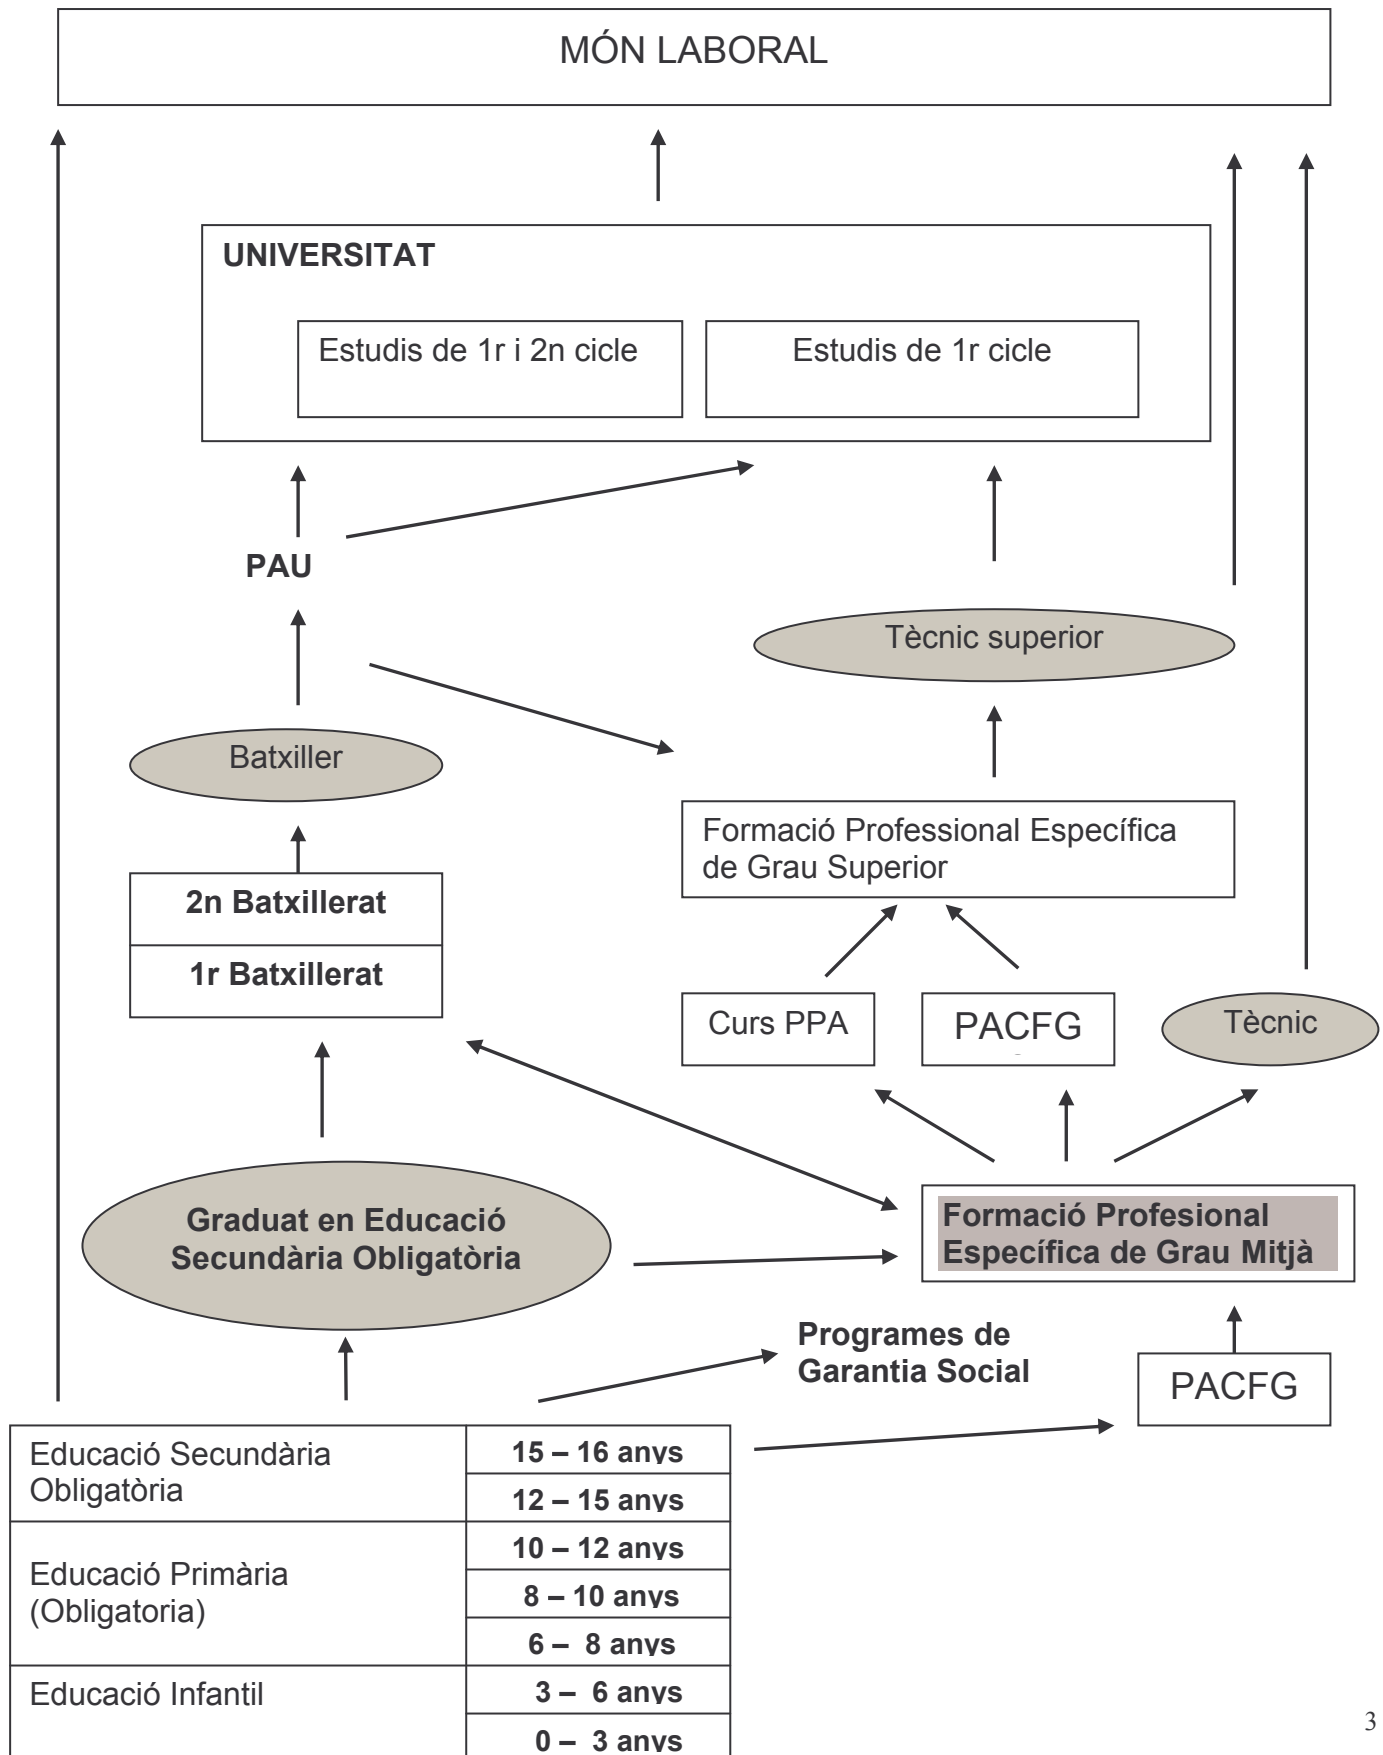 MÓN LABORAL
UNIVERSITAT
Estudis de 1r i 2n cicle
Estudis de 1r cicle
PAU
Tècnic superior
Batxiller
Formació Professional Específica
de Grau Superior
2n Batxillerat
1r Batxillerat
Curs PPA
PACFG
Tècnic
Graduat en Educació
Secundària Obligatòria
Formació Profesional
Específica de Grau Mitjà
Programes de
Garantia Social
PACFG
Educació Secundària
Obligatòria
15 – 16 anys
12 – 15 anys
Educació Primària
(Obligatoria)
10 – 12 anys
8 – 10 anys
6 – 8 anys
Educació Infantil
3 – 6 anys
0 – 3 anys
3